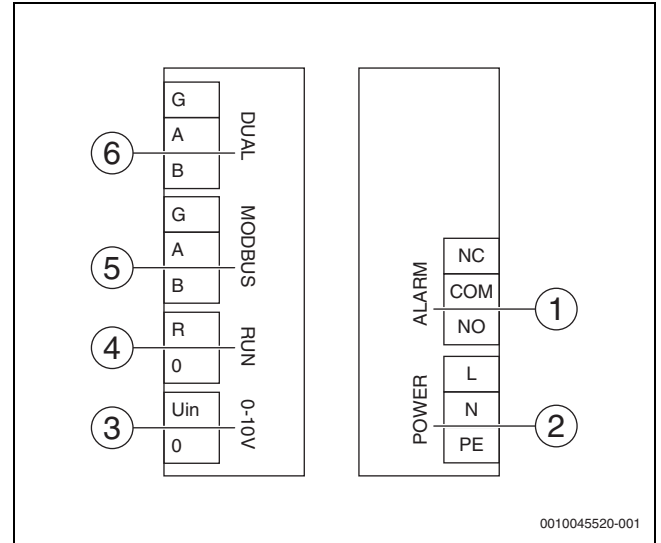 G
A
B
DUAL
6
G
A
B
MODBUS
5
R
0
RUN
4
Uin
0
0-10V
3
NC
COM
NO
ALARM
1
L
N
PE
POWER
2
0010045520-001